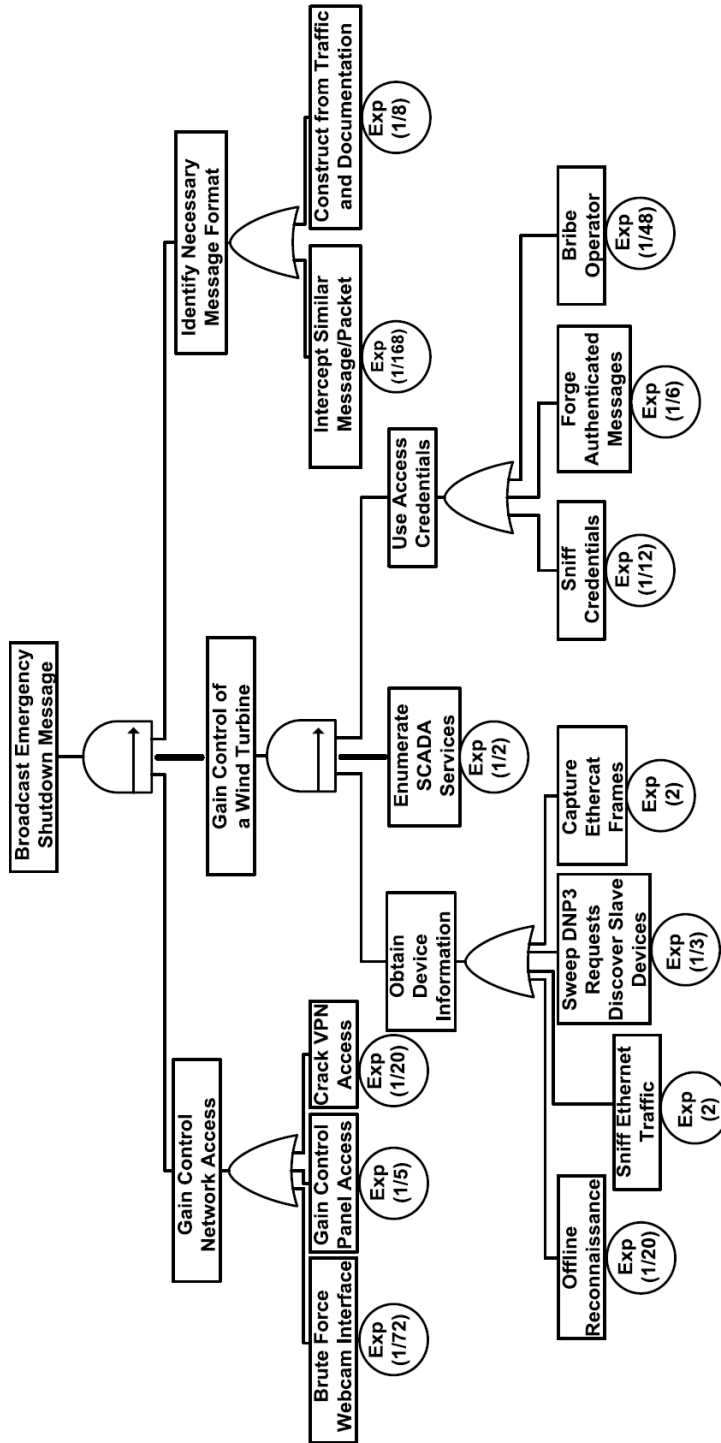 Broadcast Emergency
Shutdown Message
Gain Control
Network Access
Gain Control of
a Wind Turbine
Identify Necessary
Message Format
Brute Force
Webcam Interface
Exp
(1/72)
Gain Control
Panel Access
Exp
(1/5)
Crack VPN
Access
Exp
(1/20)
Obtain
Device
Information
Enumerate
SCADA
Services
Exp
(1/2)
Use Access
Credentials
Intercept Similar
Message/Packet
Exp
(1/168)
Construct from Traffic
and Documentation
Exp
(1/8)
Offline
Reconnaissance
Exp
(1/20)
Sniff Ethernet
Traffic
Exp
(2)
Sweep DNP3
Requests
Discover Slave
Devices
Exp
(1/3)
Capture
Ethercat
Frames
Exp
(2)
Sniff
Credentials
Exp
(1/12)
Forge
Authenticated
Messages
Exp
(1/6)
Bribe
Operator
Exp
(1/48)